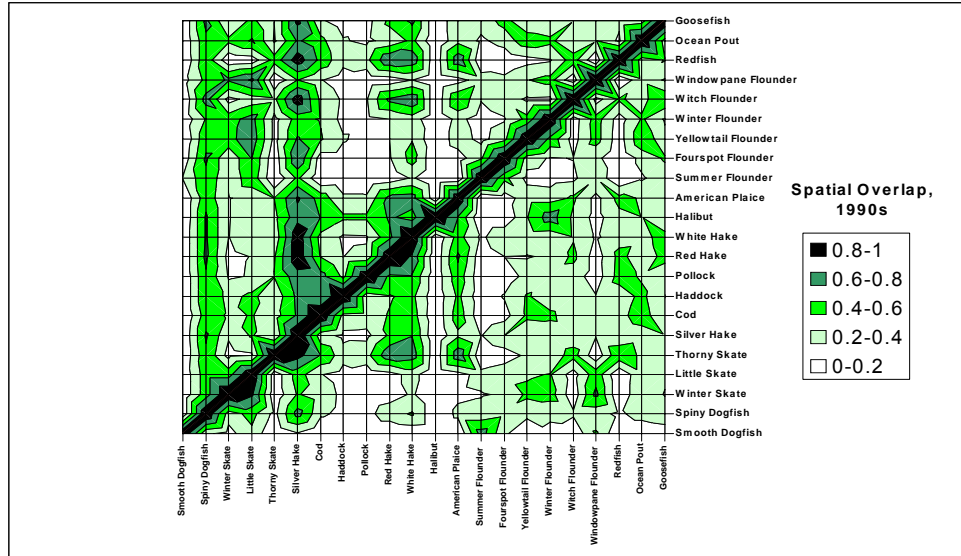 Goosefish
Ocean Pout
Redfish
Windowpane Flounder
Witch Flounder
Winter Flounder
Yellowtail Flounder
Fourspot Flounder
Summer Flounder
American Plaice
Halibut
White Hake
Red Hake
Pollock
Haddock
Cod
Silver Hake
Thorny Skate
Little Skate
Winter Skate
Spiny Dogfish
Smooth Dogfish
Spatial Overlap,
1990s
0.8-1
0.6-0.8
0.4-0.6
0.2-0.4
0-0.2
Smooth Dogfish
Spiny Dogfish
Winter Skate
Little Skate
Thorny Skate
Silver Hake
Cod
Haddock
Pollock
Red Hake
White Hake
Halibut
American Plaice
Summer Flounder
Fourspot Flounder
Yellowtail Flounder
Winter Flounder
Witch Flounder
Windowpane Flounder
Redfish
Ocean Pout
Goosefish